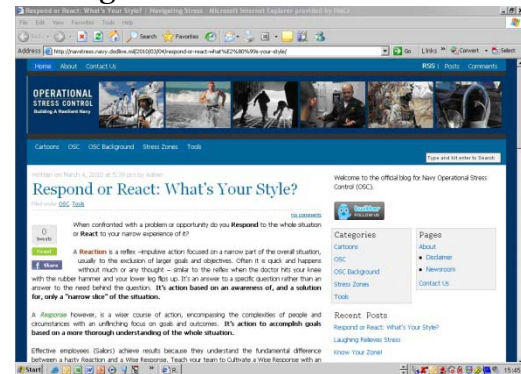 Respond or React: What's Your Style? | Navigating Stress - Microsoft Internet Explorer provided by NMCI
File Edit View Favorites Tools Help
Back Search Favorites
Address http://navstress.navy.dodlive.mil/2010/03/04/respond-or-react-what%E2%80%99s-your-style/ Go Links » Convert Select
Home About Contact Us RSS : Posts Comments
OPERATIONAL
STRESS CONTROL
Building A Resilient Navy
Cartoons OSC OSC Background Stress Zones Tools
Type and hit enter to Search
Written on March 4, 2010 at 5:39 pm by Admin
Respond or React: What's Your Style?
Filed under OSC, Tools
no comments
0
tweets
tweet
Share
When confronted with a problem or opportunity do you Respond to the whole situation
or React to your narrow experience of it?
A Reaction is a reflex –impulsive action focused on a narrow part of the overall situation,
usually to the exclusion of larger goals and objectives. Often it is quick and happens
without much or any thought – similar to the reflex when the doctor hits your knee
with the rubber hammer and your lower leg flips up. It's an answer to a specific question rather than an
answer to the need behind the question. It's action based on an awareness of, and a solution
for, only a "narrow slice" of the situation.
A Response however, is a wiser course of action, encompassing the complexities of people and
circumstances with an unflinching focus on goals and outcomes. It's action to accomplish goals
based on a more thorough understanding of the whole situation.
Effective employees (Sailors) achieve results because they understand the fundamental difference
between a hasty Reaction and a Wise Response. Teach your team to Cultivate a Wise Response with an
Welcome to the official blog for Navy Operational Stress
Control (OSC).
twitter
FOLLOW US
Categories
Cartoons
OSC
OSC Background
Stress Zones
Tools
Pages
About
Disclaimer
Newsroom
Contact Us
Recent Posts
Respond or React: What's Your Style?
Laughing Relieves Stress
Know Your Zone!
Start
15:45